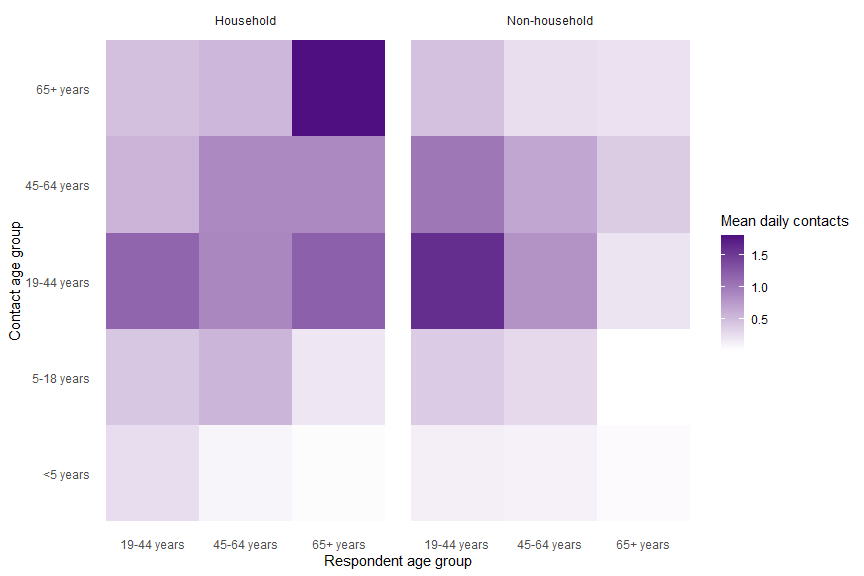 Household
Non-household
65+ years
45-64 years
19-44 years
5-18 years
<5 years
Contact age group
19-44 years
45-64 years
65+ years
19-44 years
45-64 years
65+ years
Respondent age group
Mean daily contacts
1.5
1.0
0.5